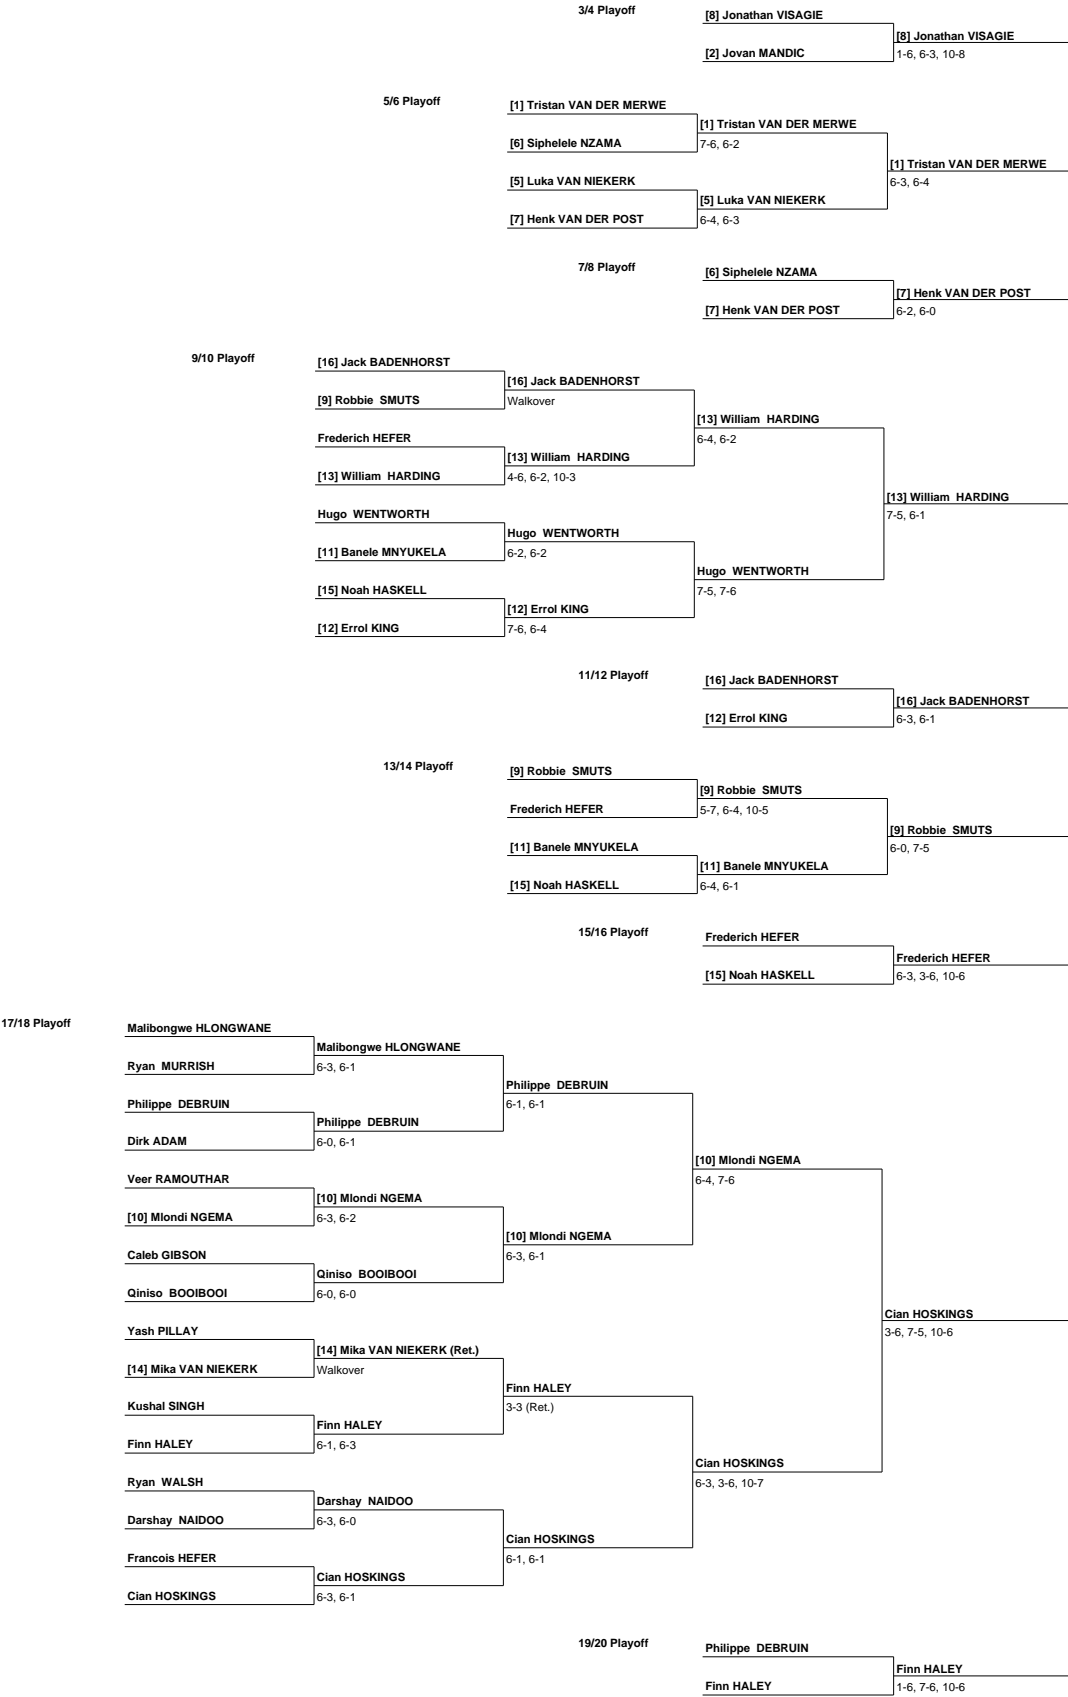 3/4 Playoff
[8] Jonathan VISAGIE
[8] Jonathan VISAGIE
[2] Jovan MANDIC
1-6, 6-3, 10-8
5/6 Playoff
[1] Tristan VAN DER MERWE
[1] Tristan VAN DER MERWE
[6] Siphelele NZAMA
7-6, 6-2
[1] Tristan VAN DER MERWE
[5] Luka VAN NIEKERK
6-3, 6-4
[5] Luka VAN NIEKERK
[7] Henk VAN DER POST
6-4, 6-3
7/8 Playoff
[6] Siphelele NZAMA
[7] Henk VAN DER POST
[7] Henk VAN DER POST
6-2, 6-0
9/10 Playoff
[16] Jack BADENHORST
[16] Jack BADENHORST
[9] Robbie  SMUTS
Walkover
[13] William  HARDING
Frederich HEFER
6-4, 6-2
[13] William  HARDING
[13] William  HARDING
4-6, 6-2, 10-3
[13] William  HARDING
Hugo  WENTWORTH
7-5, 6-1
Hugo  WENTWORTH
[11] Banele MNYUKELA
6-2, 6-2
Hugo  WENTWORTH
[15] Noah HASKELL
7-5, 7-6
[12] Errol KING
[12] Errol KING
7-6, 6-4
11/12 Playoff
[16] Jack BADENHORST
[16] Jack BADENHORST
[12] Errol KING
6-3, 6-1
13/14 Playoff
[9] Robbie  SMUTS
[9] Robbie  SMUTS
Frederich HEFER
5-7, 6-4, 10-5
[9] Robbie  SMUTS
[11] Banele MNYUKELA
6-0, 7-5
[11] Banele MNYUKELA
[15] Noah HASKELL
6-4, 6-1
15/16 Playoff
Frederich HEFER
Frederich HEFER
[15] Noah HASKELL
6-3, 3-6, 10-6
17/18 Playoff
Malibongwe HLONGWANE
Malibongwe HLONGWANE
Ryan  MURRISH
6-3, 6-1
Philippe  DEBRUIN
Philippe  DEBRUIN
6-1, 6-1
Philippe  DEBRUIN
Dirk ADAM
6-0, 6-1
[10] Mlondi NGEMA
Veer RAMOUTHAR
6-4, 7-6
[10] Mlondi NGEMA
[10] Mlondi NGEMA
6-3, 6-2
[10] Mlondi NGEMA
Caleb GIBSON
6-3, 6-1
Qiniso  BOOIBOOI
Qiniso  BOOIBOOI
6-0, 6-0
Cian HOSKINGS
Yash PILLAY
3-6, 7-5, 10-6
[14] Mika VAN NIEKERK (Ret.)
[14] Mika VAN NIEKERK
Walkover
Finn HALEY
Kushal SINGH
3-3 (Ret.)
Finn HALEY
Finn HALEY
6-1, 6-3
Cian HOSKINGS
Ryan  WALSH
6-3, 3-6, 10-7
Darshay  NAIDOO
Darshay  NAIDOO
6-3, 6-0
Cian HOSKINGS
Francois HEFER
6-1, 6-1
Cian HOSKINGS
Cian HOSKINGS
6-3, 6-1
19/20 Playoff
Philippe  DEBRUIN
Finn HALEY
Finn HALEY
1-6, 7-6, 10-6